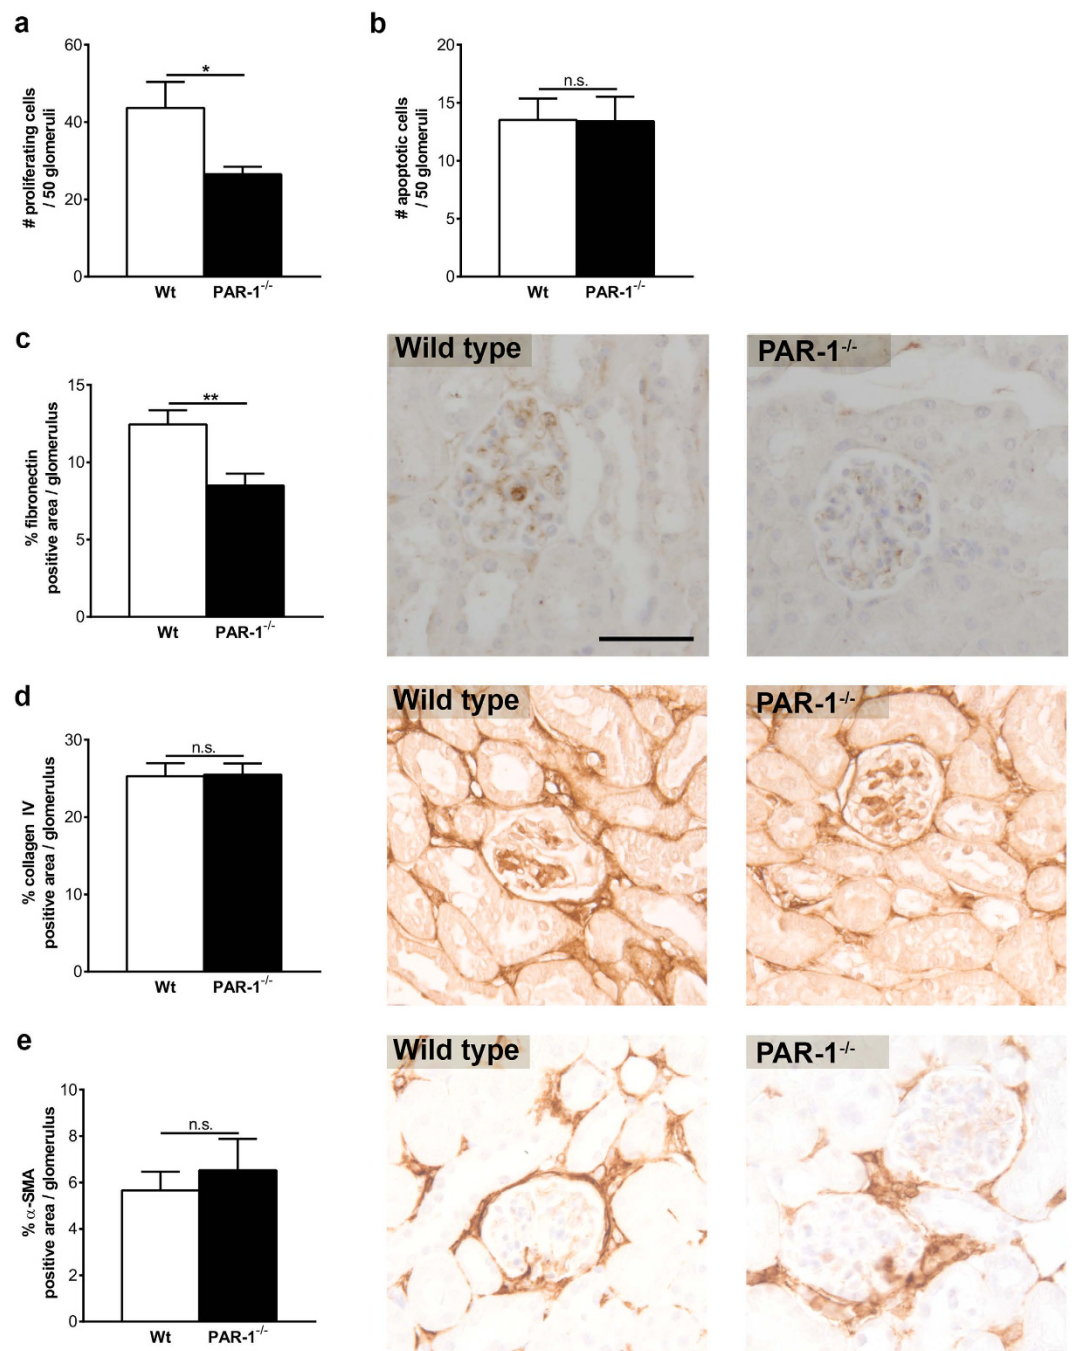 a
60
40
20
0
# proliferating cells
/ 50 glomeruli
*
Wt
PAR-1-/-
b
20
15
10
5
0
# apoptotic cells
/ 50 glomeruli
n.s.
Wt
PAR-1-/-
c
15
10
5
0
% fibronectin
positive area / glomerulus
**
Wt
PAR-1-/-
Wild type
PAR-1-/-
d
30
20
10
0
% collagen IV
positive area / glomerulus
n.s.
Wt
PAR-1-/-
Wild type
PAR-1-/-
e
10
8
6
4
2
0
% α-SMA
positive area / glomerulus
n.s.
Wt
PAR-1-/-
Wild type
PAR-1-/-